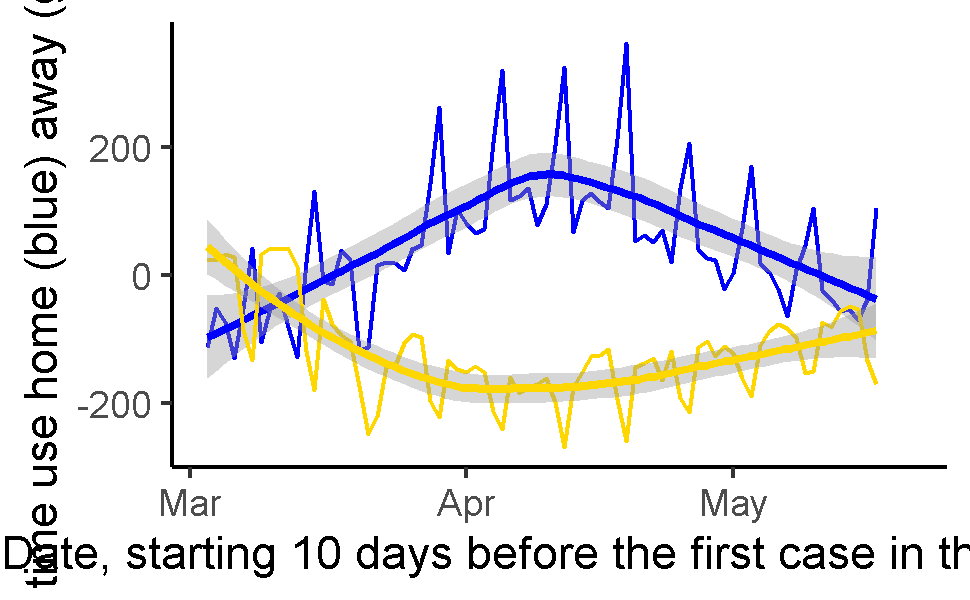 time use home (blue) away (
200
0
-200
Mar Apr May
Date, starting 10 days before the first case in th